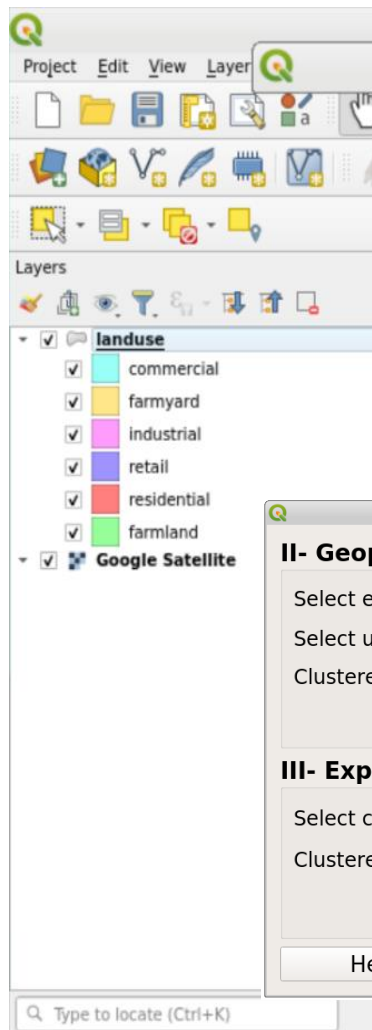 Project Edit View Layer
a
Layers
landuse
commercial
farmyard
industrial
retail
residential
farmland
Google Satellite
II- Geop
Select e
Select u
Clustere
III- Exp
Select c
Clustere
He
Type to locate (Ctrl+K)